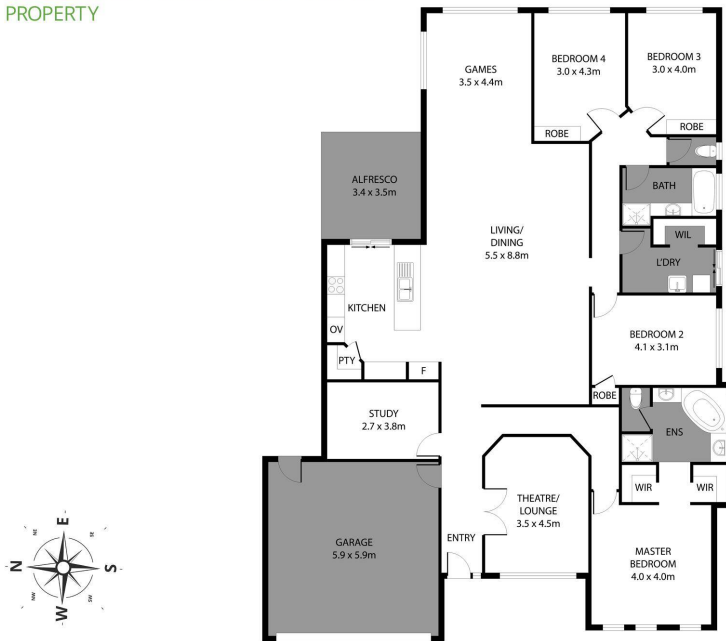 PROPERTY
GAMES
3.5 x 4.4m
BEDROOM 4
3.0 x 4.3m
BEDROOM 3
3.0 x 4.0m
ROBE
ROBE
ALFRESCO
3.4 x 3.5m
BATH
LIVING/
DINING
5.5 x 8.8m
WIL
L'DRY
KITCHEN
OV
PTY
F
BEDROOM 2
4.1 x 3.1m
ROBE
STUDY
2.7 x 3.8m
ENS
WIR
WIR
THEATRE/
LOUNGE
3.5 x 4.5m
GARAGE
5.9 x 5.9m
ENTRY
MASTER
BEDROOM
4.0 x 4.0m
E
NE
SE
N
S
NW
SW
W